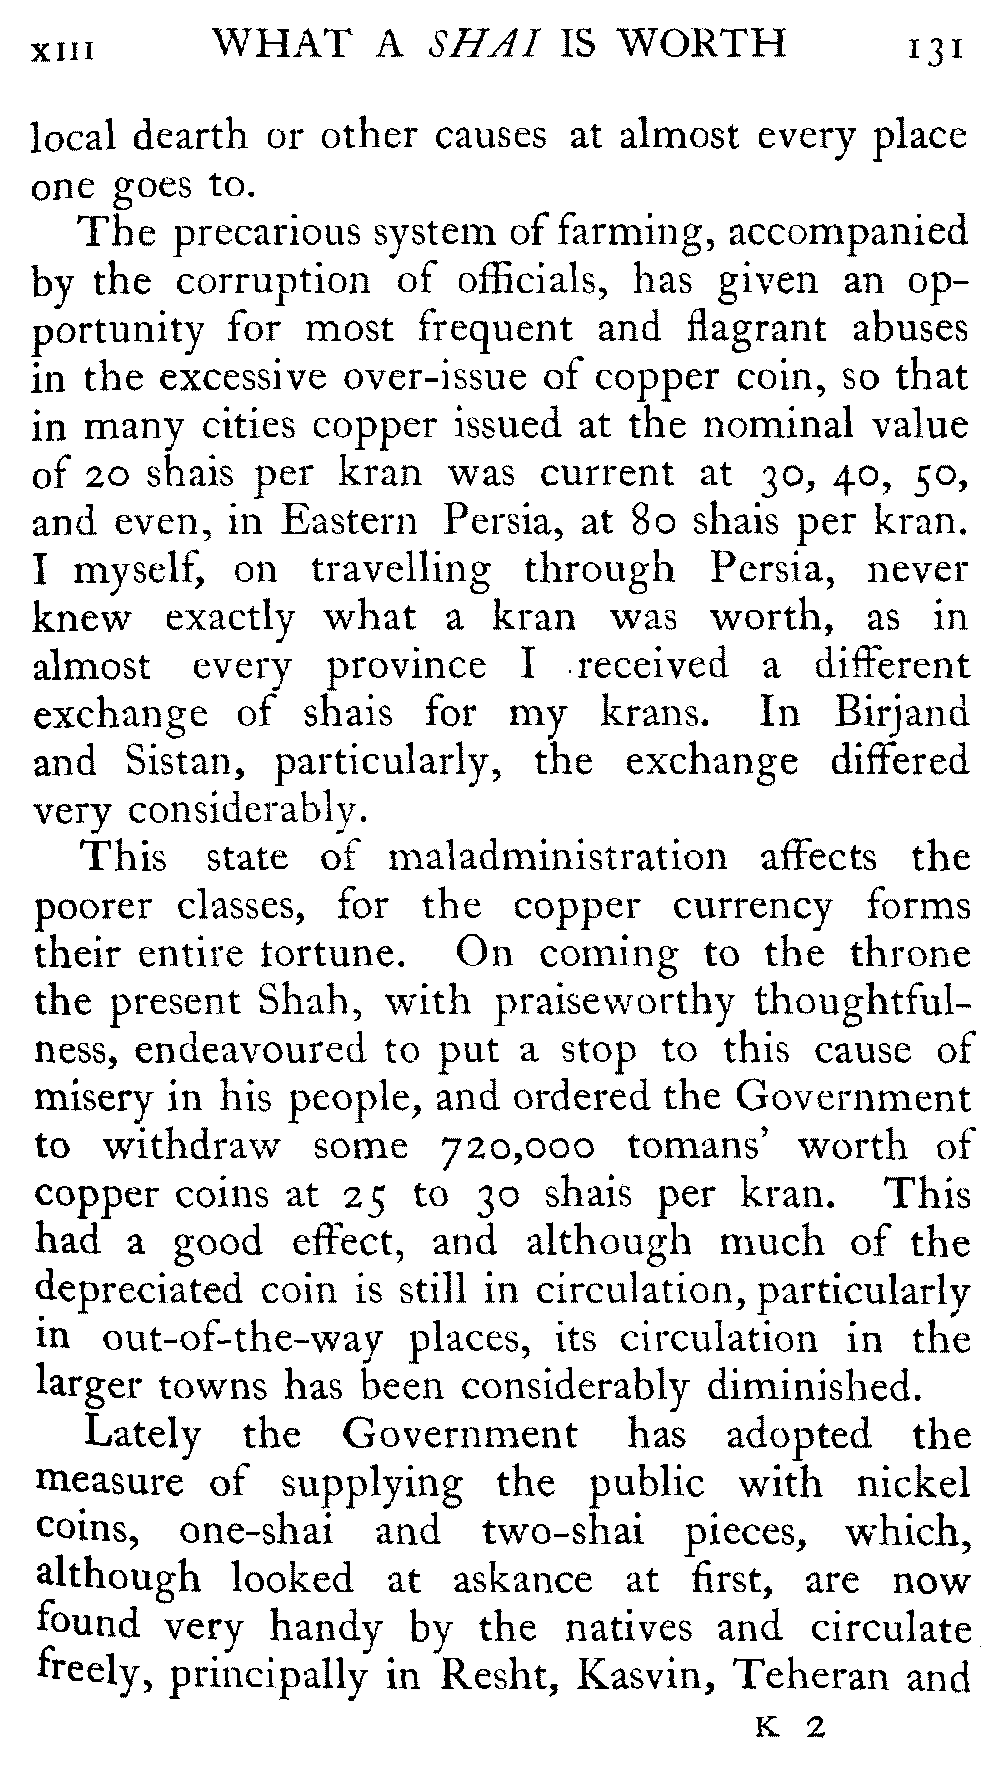 XIII WHAT A SHAI IS WORTH 131
local dearth or other causes at almost every place
one goes to.
The precarious system of farming, accompanied
by the corruption of officials, has given an op-
portunity for most frequent and flagrant abuses
in the excessive over-issue of copper coin, so that
in many cities copper issued at the nominal value
of 20 shais per kran was current at 30, 40, 50,
and even, in Eastern Persia, at 80 shais per kran.
I myself, on travelling through Persia, never
knew exactly what a kran was worth, as in
almost every province I received a different
exchange of shais for my krans. In Birjand
and Sistan, particularly, the exchange differed
very considerably.
This state of maladministration affects the
poorer classes, for the copper currency forms
their entire fortune. On coming to the throne
the present Shah, with praiseworthy thoughtful-
ness, endeavoured to put a stop to this cause of
misery in his people, and ordered the Government
to withdraw some 720,000 tomans' worth of
copper coins at 25 to 30 shais per kran. This
had a good effect, and although much of the
depreciated coin is still in circulation, particularly
in out-of-the-way places, its circulation in the
larger towns has been considerably diminished.
Lately the Government has adopted the
measure of supplying the public with nickel
coins, one-shai and two-shai pieces, which,
although looked at askance at first, are now
found very handy by the natives and circulate
freely, principally in Resht, Kasvin, Teheran and
K 2